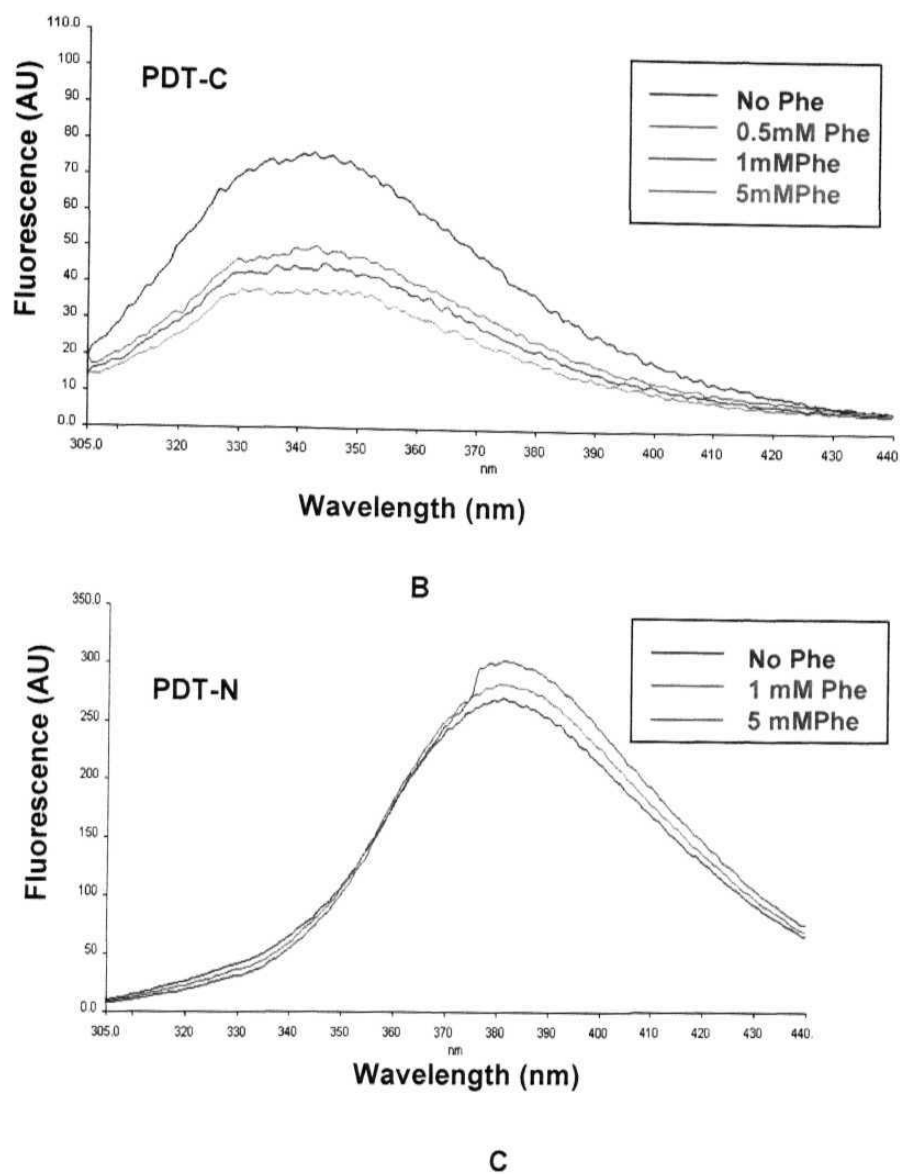 110.0
100
90
80
70
60
50
40
30
20
10
0.0
Fluorescence (AU)
PDT-C
No Phe
0.5mM Phe
1mMPhe
5mMPhe
305.0 320 330 340 350 360 370 380 390 400 410 420 430 440
nm
Wavelength (nm)
B
350.0
300
250
200
150
100
50
0.0
Fluorescence (AU)
PDT-N
No Phe
1 mM Phe
5 mMPhe
305.0 320 330 340 350 360 370 380 390 400 410 420 430 440.
nm
Wavelength (nm)
C